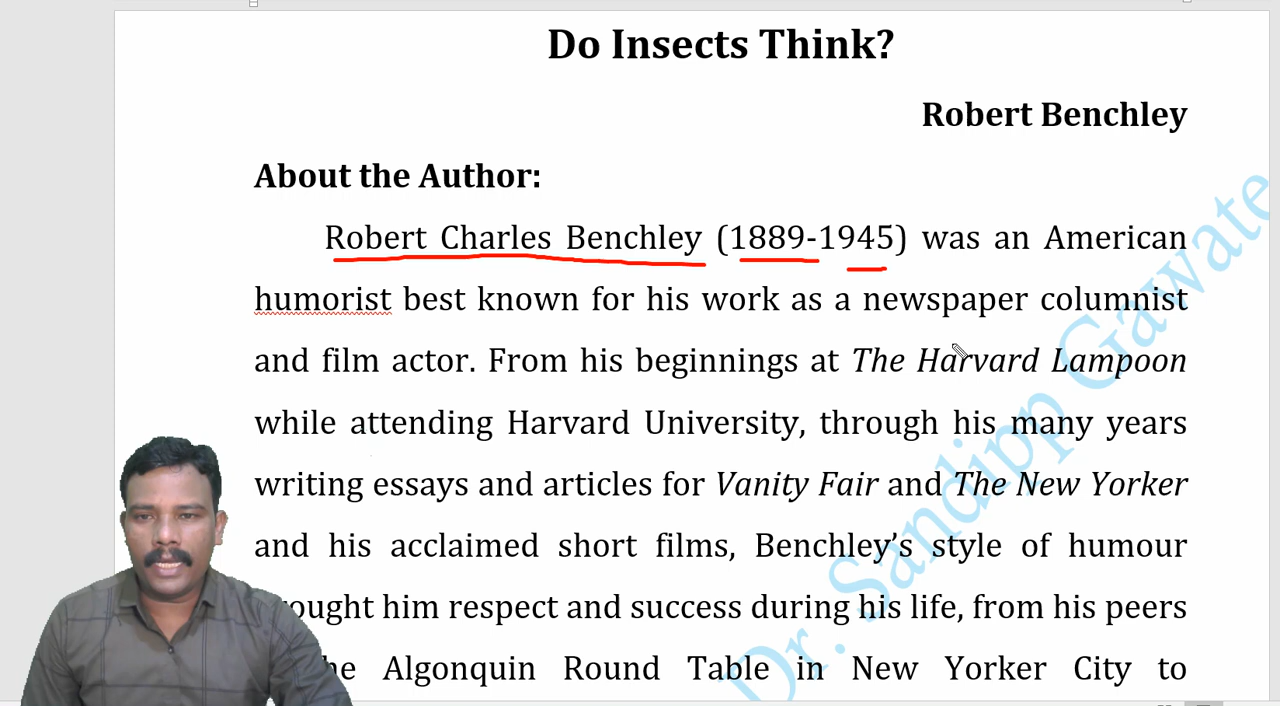 Do Insects Think?
Robert Benchley
About the Author:
Robert Charles Benchley (1889-1945) was an American
humorist best known for his work as a newspaper columnist
and film actor. From his beginnings at The Harvard Lampoon
while attending Harvard University, through his many years
writing essays and articles for Vanity Fair and The New Yorker
and his acclaimed short films, Benchley’s style of humour
him respect and success during his life, from his peers
Algonquin Round Table in New Yorker City to
Dr. Sandipp Gawate